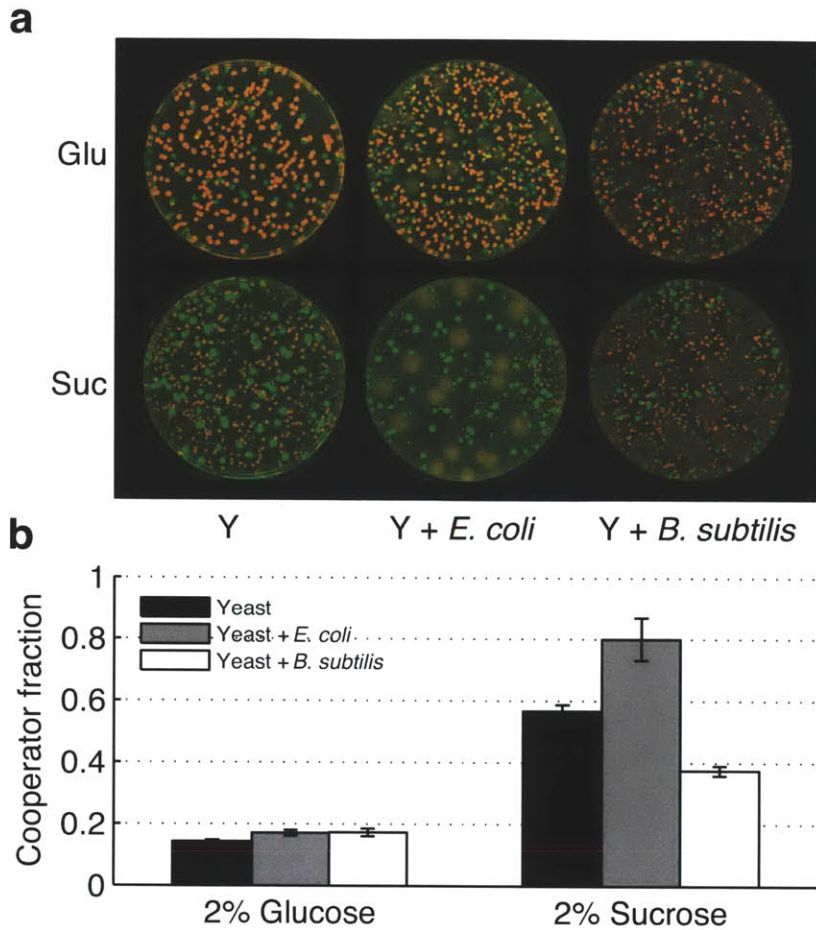 a
Glu
Suc
Y Y + E. coli Y + B. subtilis
b
Cooperator fraction
1
0.8
0.6
0.4
0.2
0
Yeast
Yeast + E. coli
Yeast + B. subtilis
2% Glucose 2% Sucrose